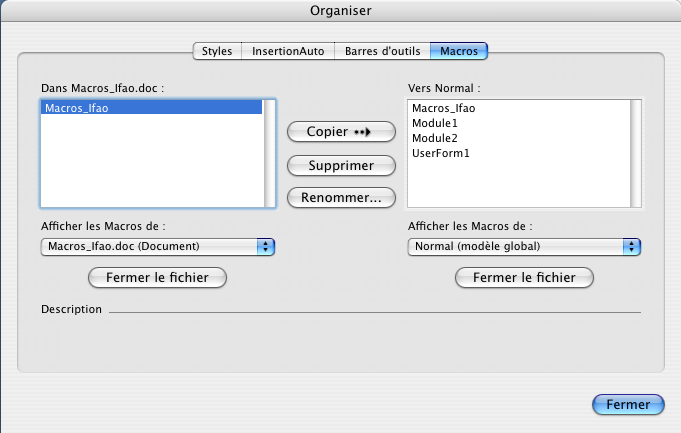 Organiser
Styles InsertionAuto Barres d'outils Macros
Dans Macros_Ifao.doc :
Macros_Ifao
Copier
Supprimer
Renommer...
Vers Normal :
Macros_Ifao
Module1
Module2
UserForm1
Afficher les Macros de :
Macros_Ifao.doc (Document)
Fermer le fichier
Afficher les Macros de :
Normal (modèle global)
Fermer le fichier
Description
Fermer